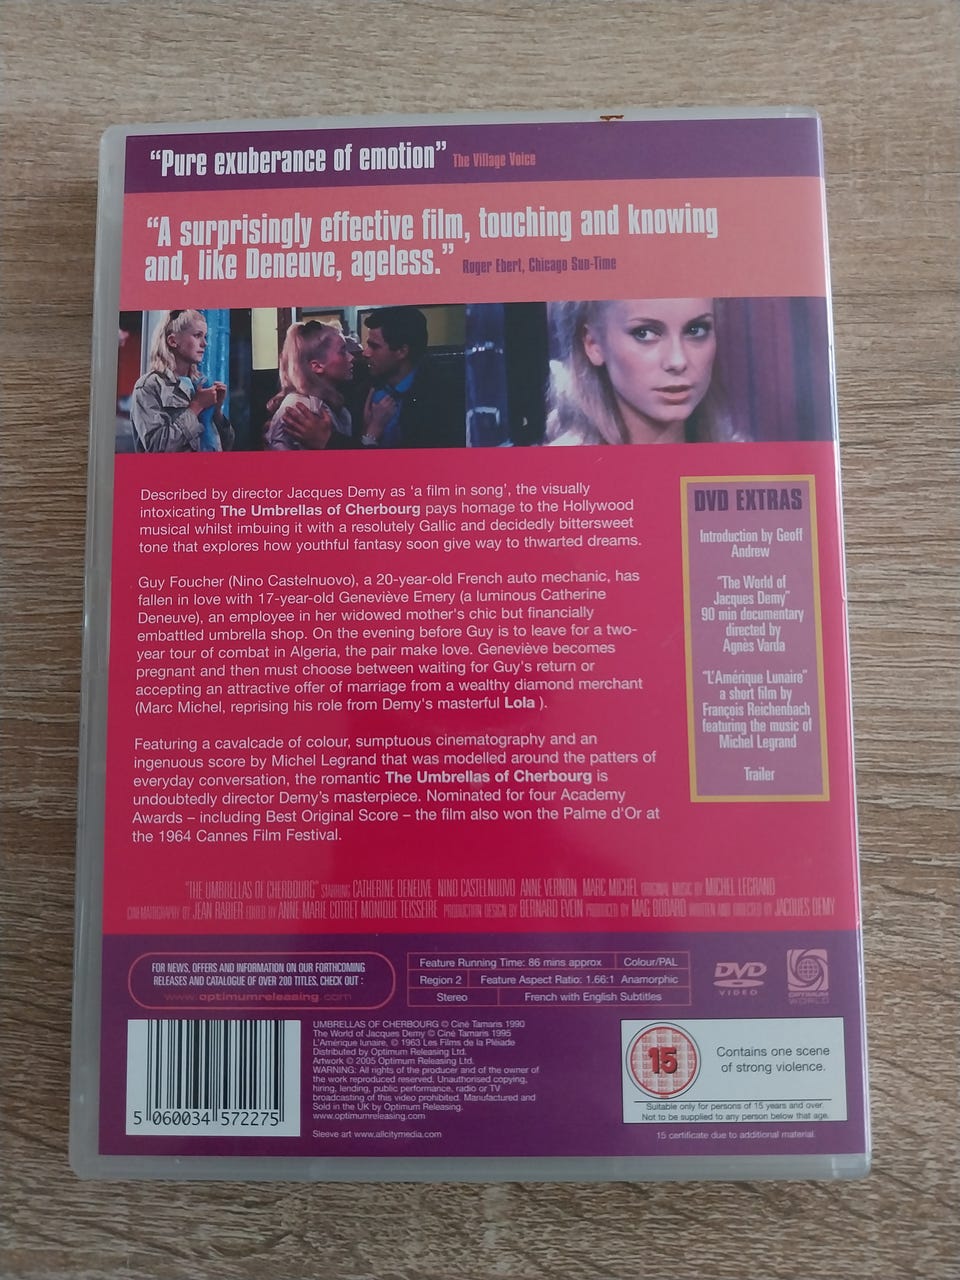 “Pure exuberance of emotion” The Village Voice
“A surprisingly effective film, touching and knowing
and, like Deneuve, ageless.” Roger Ebert, Chicago Sun-Time
Described by director Jacques Demy as ‘a film in song’, the visually
intoxicating The Umbrellas of Cherbourg pays homage to the Hollywood
musical whilst imbuing it with a resolutely Gallic and decidedly bittersweet
tone that explores how youthful fantasy soon give way to thwarted dreams.
Guy Foucher (Nino Castelnuovo), a 20-year-old French auto mechanic, has
fallen in love with 17-year-old Geneviève Emery (a luminous Catherine
Deneuve), an employee in her widowed mother's chic but financially
embattled umbrella shop. On the evening before Guy is to leave for a two-
year tour of combat in Algeria, the pair make love. Geneviève becomes
pregnant and then must choose between waiting for Guy's return or
accepting an attractive offer of marriage from a wealthy diamond merchant
(Marc Michel, reprising his role from Demy's masterful Lola ).
Featuring a cavalcade of colour, sumptuous cinematography and an
ingenuous score by Michel Legrand that was modelled around the patters of
everyday conversation, the romantic The Umbrellas of Cherbourg is
undoubtedly director Demy's masterpiece. Nominated for four Academy
Awards – including Best Original Score – the film also won the Palme d'Or at
the 1964 Cannes Film Festival.
DVD EXTRAS
Introduction by Geoff
Andrew
“The World of
Jacques Demy”
90 min documentary
directed by
Agnès Varda
“L'Amérique Lunaire”
a short film by
François Reichenbach
featuring the music of
Michel Legrand
Trailer
“THE UMBRELLAS OF CHERBOURG” STARRING CATHERINE DENEUVE NINO CASTELNUOVO ANNE VERNON MARC MICHEL ORIGINAL MUSIC BY MICHEL LEGRAND
CINEMATOGRAPHY BY JEAN RABIER EDITED BY ANNE MARIE COTRET MONIQUE TEISSEIRE PRODUCTION DESIGN BY BERNARD EVEIN PRODUCED BY MAG BODARD WRITTEN AND DIRECTED BY JACQUES DEMY
FOR NEWS, OFFERS AND INFORMATION ON OUR FORTHCOMING
RELEASES AND CATALOGUE OF OVER 200 TITLES, CHECK OUT :
www.optimumreleasing.com
Feature Running Time: 86 mins approx Colour/PAL
Region 2 Feature Aspect Ratio: 1.66:1 Anamorphic
Stereo French with English Subtitles
DVD
VIDEO
OPTIMUM
WORLD
5 060034 572275
UMBRELLAS OF CHERBOURG © Ciné Tamaris 1990
The World of Jacques Demy © Ciné Tamaris 1995
L'Amérique lunaire, © 1963 Les Films de la Pléiade
Distributed by Optimum Releasing Ltd.
Artwork © 2005 Optimum Releasing Ltd.
WARNING: All rights of the producer and of the owner of
the work reproduced reserved. Unauthorised copying,
hiring, lending, public performance, radio or TV
broadcasting of this video prohibited. Manufactured and
Sold in the UK by Optimum Releasing.
www.optimumreleasing.com
Sleeve art www.allcitymedia.com
15
Contains one scene
of strong violence.
Suitable only for persons of 15 years and over.
Not to be supplied to any person below that age.
15 certificate due to additional material.